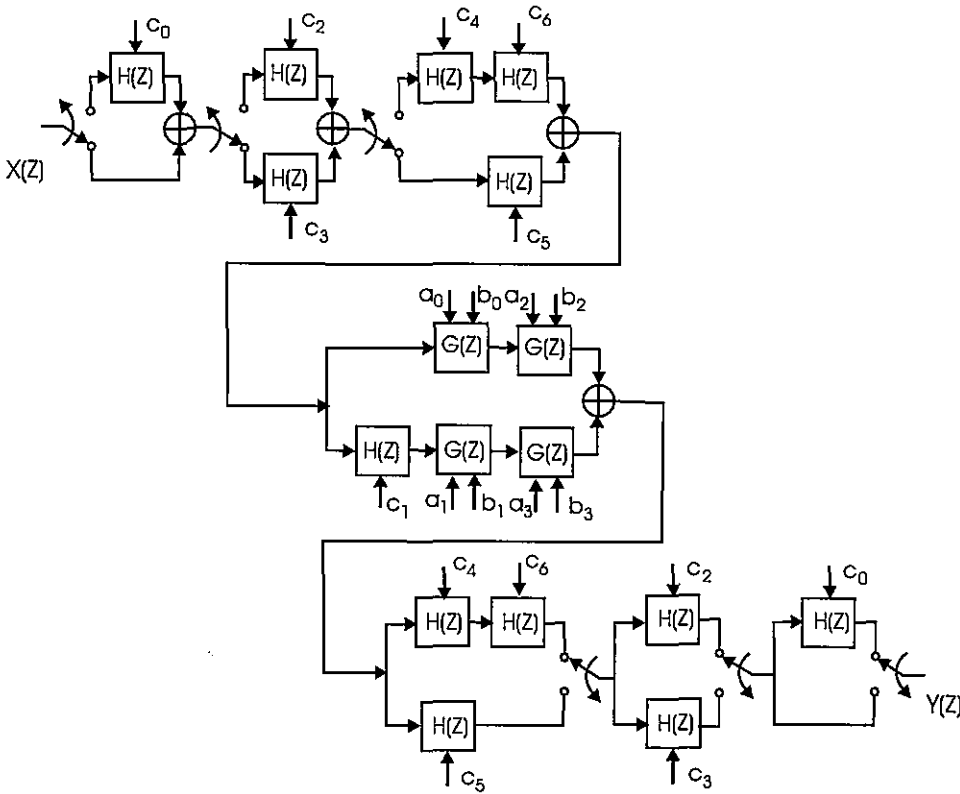 c₀ c₂ c₄ c₆
H(Z) H(Z) H(Z) H(Z)
X(Z)
H(Z) H(Z)
c₃ c₅
a₀ b₀ a₂ b₂
G(Z) G(Z)
H(Z) G(Z) G(Z)
c₁ a₁ b₁ a₃ b₃
c₄ c₆ c₂ c₀
H(Z) H(Z) H(Z) H(Z)
Y(Z)
H(Z) H(Z)
c₅ c₃